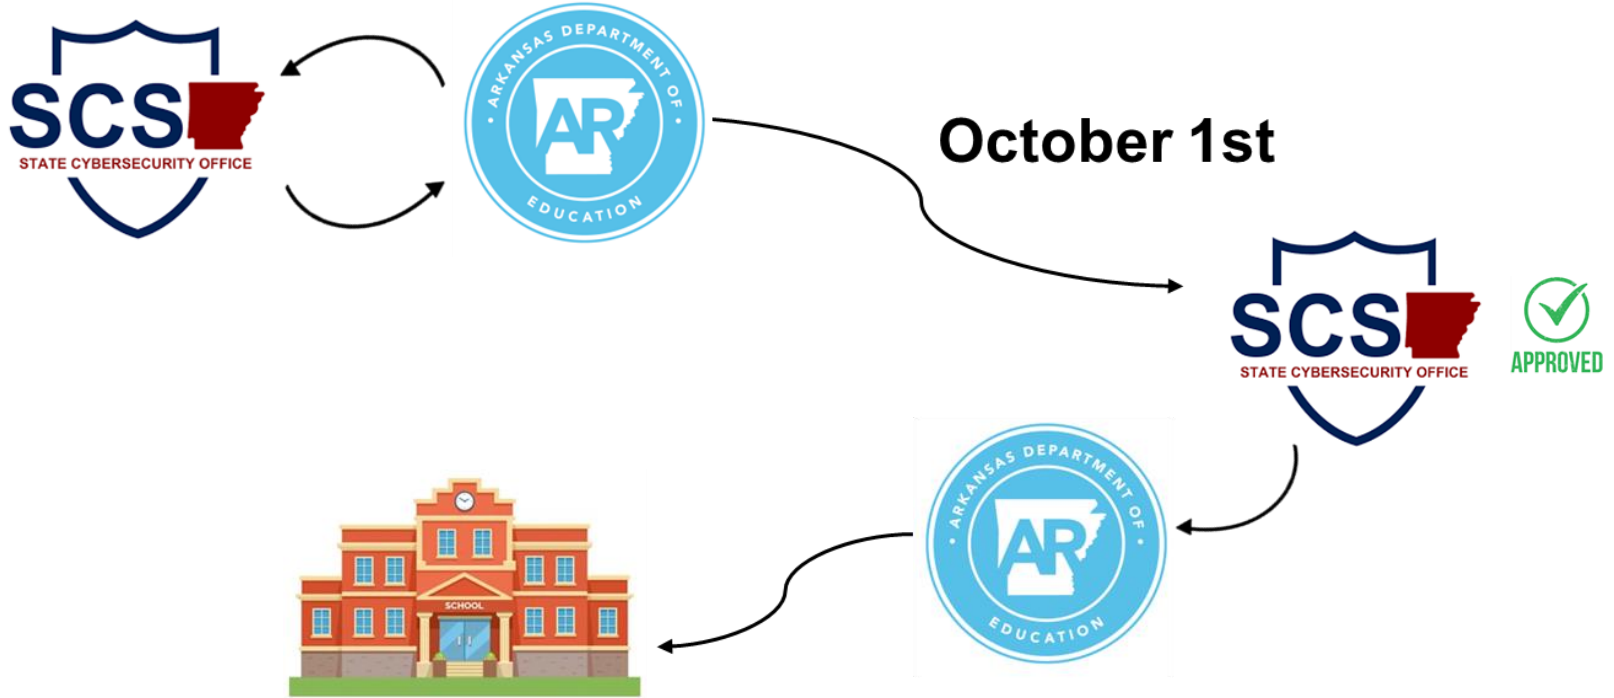 SCS
STATE CYBERSECURITY OFFICE
• ARKANSAS DEPARTMENT OF •
AR
EDUCATION
October 1st
SCS
STATE CYBERSECURITY OFFICE
APPROVED
• ARKANSAS DEPARTMENT OF •
AR
EDUCATION
SCHOOL